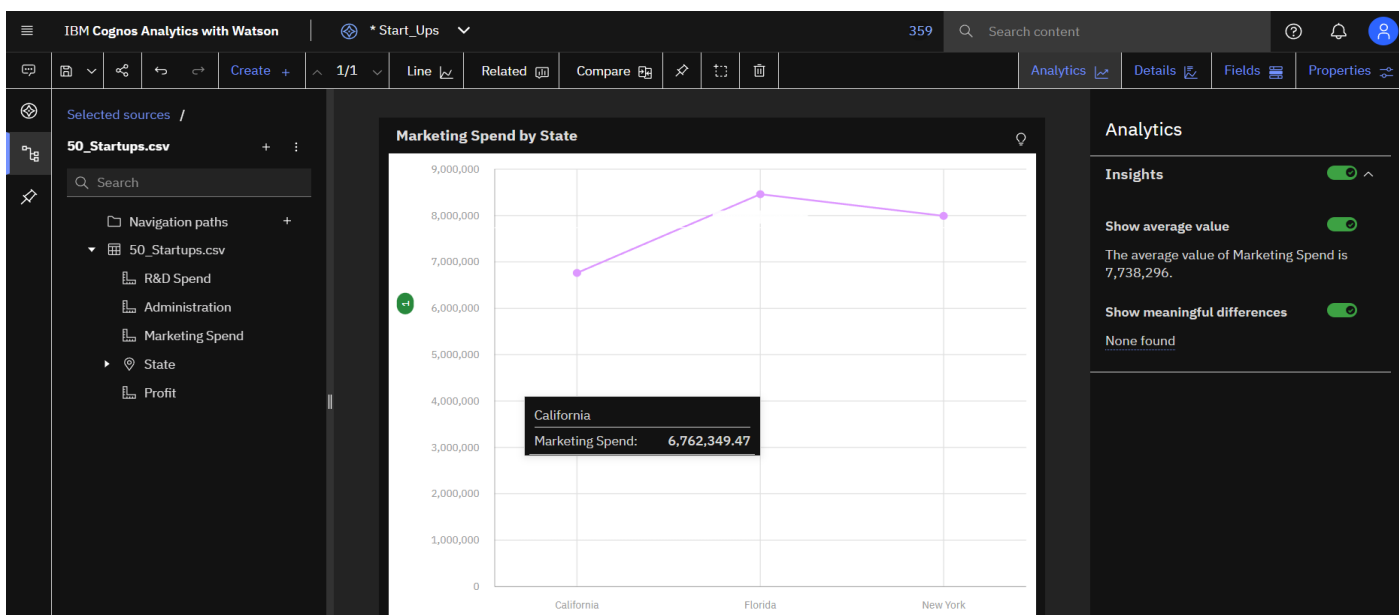 IBM Cognos Analytics with Watson
* Start_Ups
359
Search content
Create +
1/1
Line
Related
Compare
Analytics
Details
Fields
Properties
Selected sources /
50_Startups.csv
Search
Navigation paths
50_Startups.csv
R&D Spend
Administration
Marketing Spend
State
Profit
Marketing Spend by State
9,000,000
8,000,000
7,000,000
6,000,000
5,000,000
4,000,000
3,000,000
2,000,000
1,000,000
0
California
Marketing Spend: 6,762,349.47
California Florida New York
Analytics
Insights
Show average value
The average value of Marketing Spend is
7,738,296.
Show meaningful differences
None found